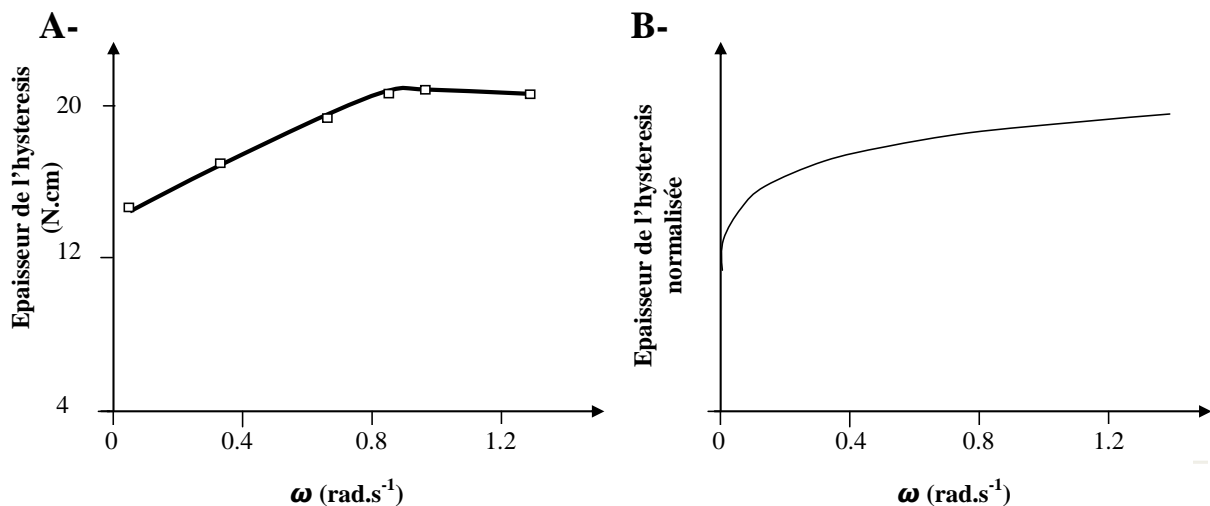 A-
Epaisseur de l'hysteresis
(N.cm)
20
12
4
0
0.4
0.8
1.2
ω (rad.s-1)
B-
Epaisseur de l'hysteresis
normalisée
0
0.4
0.8
1.2
ω (rad.s-1)